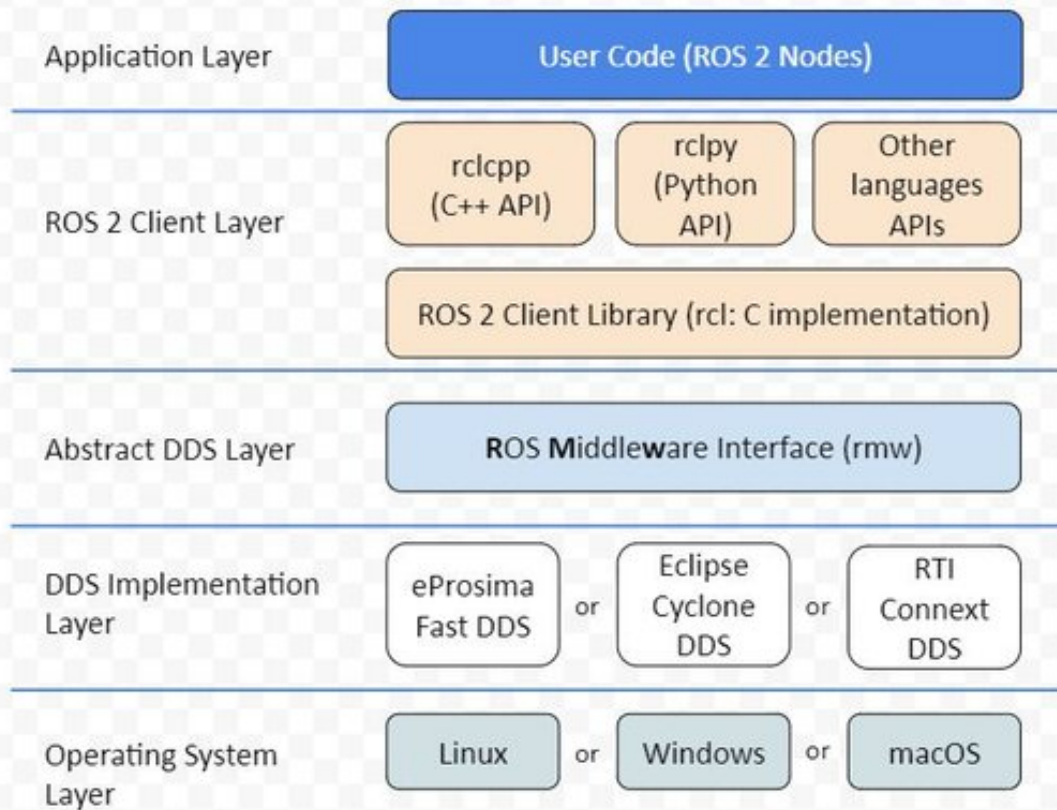 Application Layer
User Code (ROS 2 Nodes)
ROS 2 Client Layer
rclcpp
(C++ API)
rclpy
(Python
API)
Other
languages
APIs
ROS 2 Client Library (rcl: C implementation)
Abstract DDS Layer
ROS Middleware Interface (rmw)
DDS Implementation
Layer
eProsima
Fast DDS
or
Eclipse
Cyclone
DDS
or
RTI
Connext
DDS
Operating System
Layer
Linux
or
Windows
or
macOS